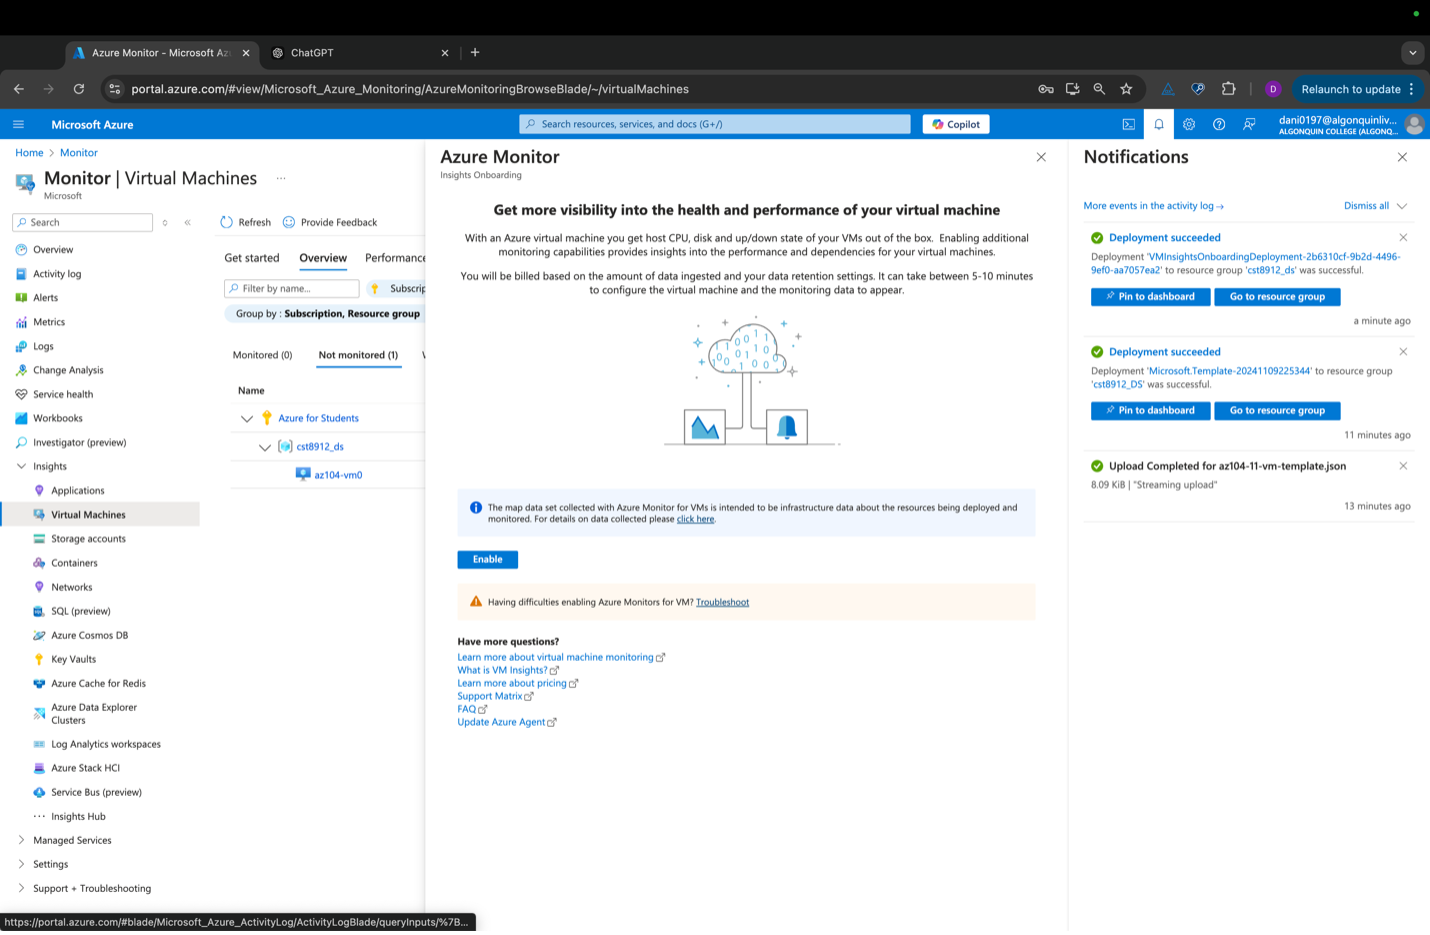 Azure Monitor - Microsoft Az
ChatGPT
portal.azure.com/#view/Microsoft_Azure_Monitoring/AzureMonitoringBrowseBlade/~/virtualMachines
D
Relaunch to update
Microsoft Azure
Search resources, services, and docs (G+/)
Copilot
dani0197@algonquinliv...
ALGONQUIN COLLEGE (ALGONQ...
Home > Monitor
Monitor | Virtual Machines ...
Microsoft
Search
Overview
Activity log
Alerts
Metrics
Logs
Change Analysis
Service health
Workbooks
Investigator (preview)
Insights
Applications
Virtual Machines
Storage accounts
Containers
Networks
SQL (preview)
Azure Cosmos DB
Key Vaults
Azure Cache for Redis
Azure Data Explorer
Clusters
Log Analytics workspaces
Azure Stack HCI
Service Bus (preview)
Insights Hub
Managed Services
Settings
Support + Troubleshooting
https://portal.azure.com/#blade/Microsoft_Azure_ActivityLog/ActivityLogBlade/queryInputs/%7B...
Refresh
Provide Feedback
Get started
Overview
Performance
Filter by name...
Subscrip
Group by : Subscription, Resource group
Monitored (0)
Not monitored (1)
Name
Azure for Students
cst8912_ds
az104-vm0
Azure Monitor
Insights Onboarding
Get more visibility into the health and performance of your virtual machine
With an Azure virtual machine you get host CPU, disk and up/down state of your VMs out of the box. Enabling additional
monitoring capabilities provides insights into the performance and dependencies for your virtual machines.
You will be billed based on the amount of data ingested and your data retention settings. It can take between 5-10 minutes
to configure the virtual machine and the monitoring data to appear.
The map data set collected with Azure Monitor for VMs is intended to be infrastructure data about the resources being deployed and
monitored. For details on data collected please click here.
Enable
Having difficulties enabling Azure Monitors for VM? Troubleshoot
Have more questions?
Learn more about virtual machine monitoring
What is VM Insights?
Learn more about pricing
Support Matrix
FAQ
Update Azure Agent
Notifications
More events in the activity log →
Dismiss all
Deployment succeeded
Deployment 'VMInsightsOnboardingDeployment-2b6310cf-9b2d-4496-
9ef0-aa7057ea2' to resource group 'cst8912_ds' was successful.
Pin to dashboard
Go to resource group
a minute ago
Deployment succeeded
Deployment 'Microsoft.Template-20241109225344' to resource group
'cst8912_DS' was successful.
Pin to dashboard
Go to resource group
11 minutes ago
Upload Completed for az104-11-vm-template.json
8.09 KiB | "Streaming upload"
13 minutes ago